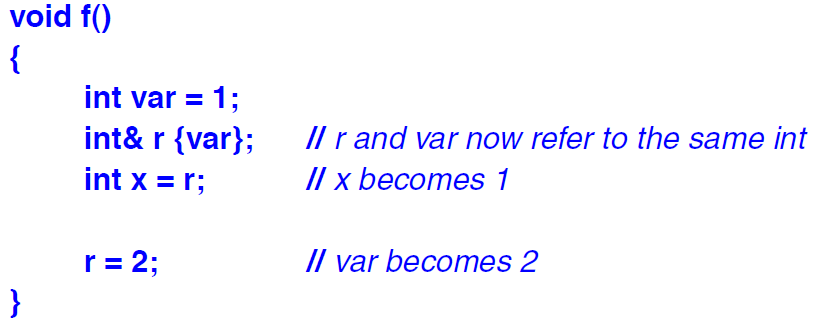 void f()
{
int var = 1;
int& r {var}; // r and var now refer to the same int
int x = r; // x becomes 1
r = 2; // var becomes 2
}